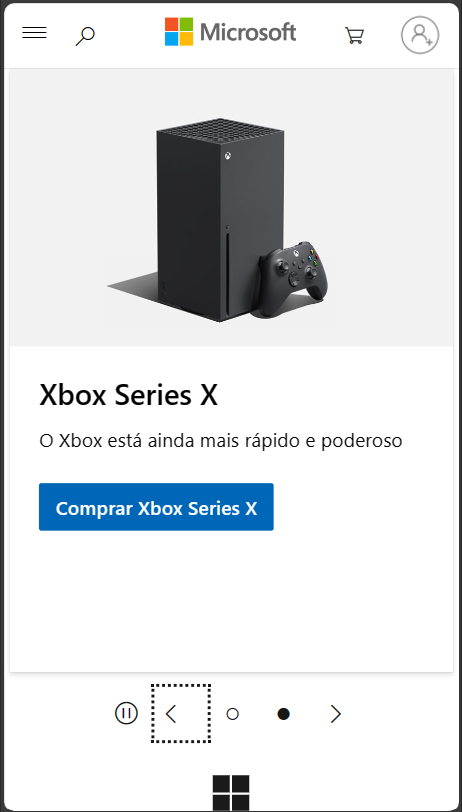 Microsoft
Xbox Series X
O Xbox está ainda mais rápido e poderoso
Comprar Xbox Series X